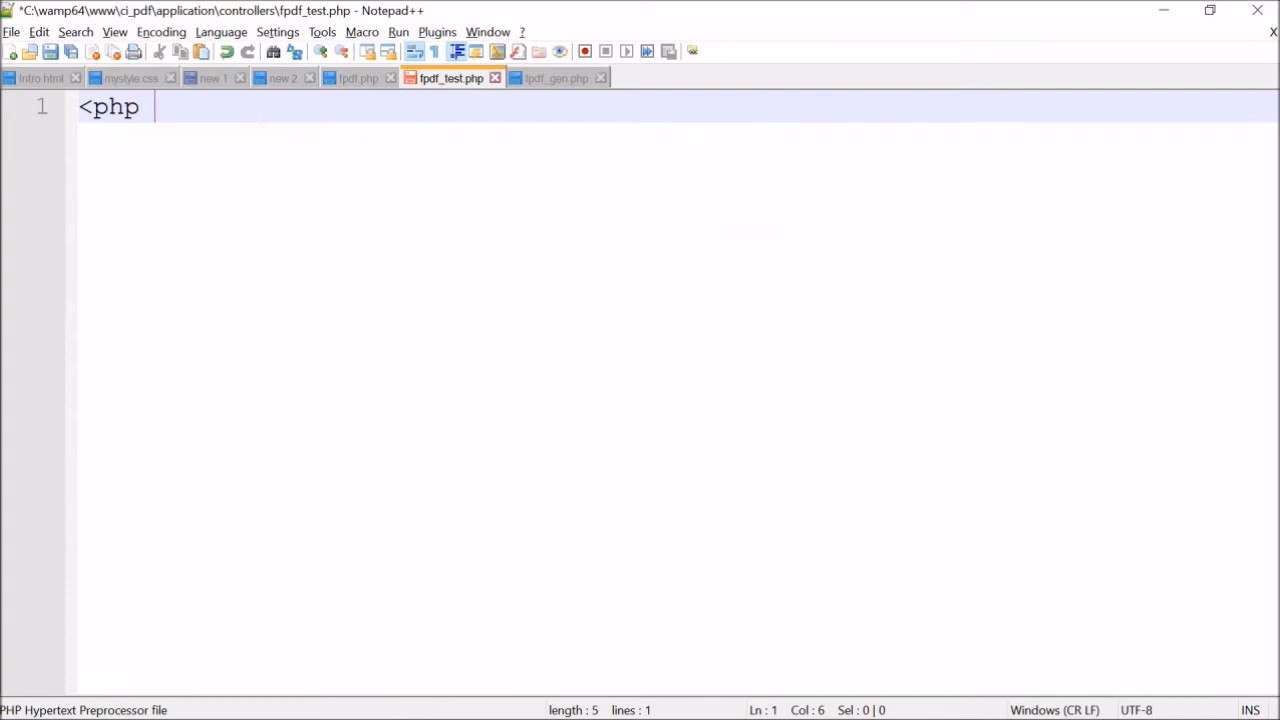 *C:\wamp64\www\ci_pdf\application\controllers\fpdf_test.php - Notepad++
File Edit Search View Encoding Language Settings Tools Macro Run Plugins Window ? X
Intro.html mystyle.css new 1 new 2 fpdf.php fpdf_test.php fpdf_gen.php
1 <php
PHP Hypertext Preprocessor file length : 5 lines : 1 Ln : 1 Col : 6 Sel : 0 | 0 Windows (CR LF) UTF-8 INS